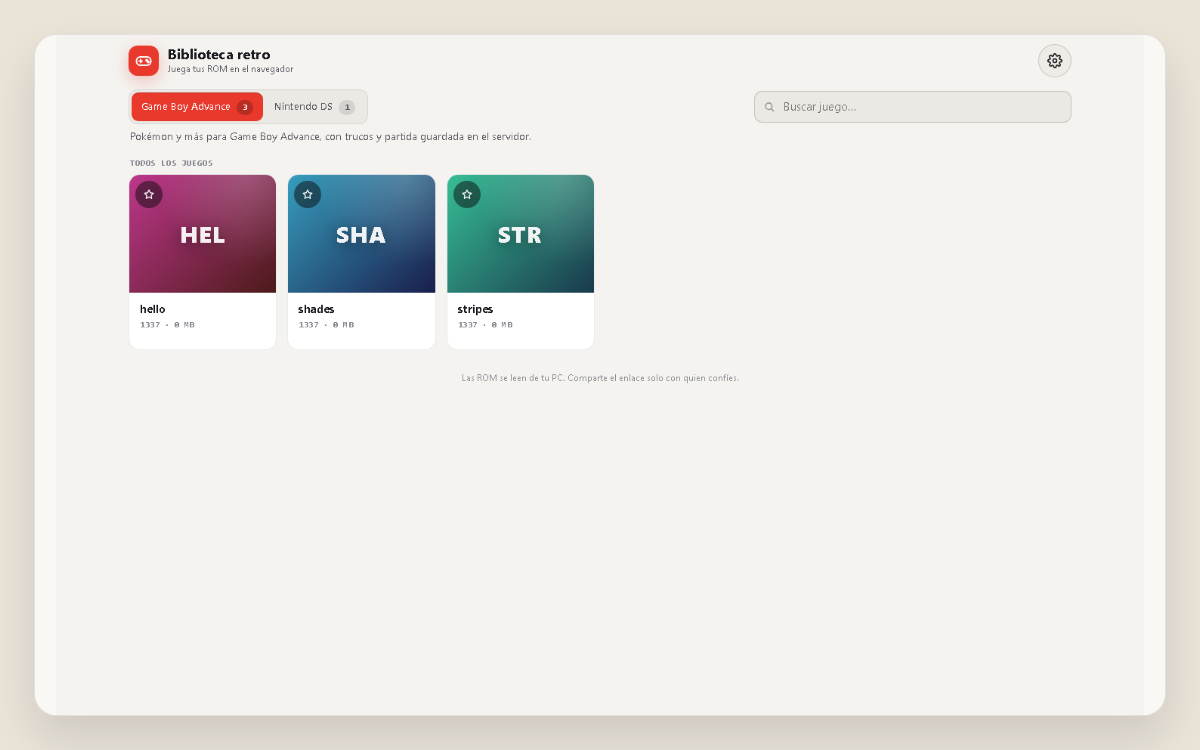 Biblioteca retro
Juega tus ROM en el navegador
Game Boy Advance 3
Nintendo DS 1
Buscar juego...
Pokémon y más para Game Boy Advance, con trucos y partida guardada en el servidor.
TODOS LOS JUEGOS
HEL
hello
1337 · 0 MB
SHA
shades
1337 · 0 MB
STR
stripes
1337 · 0 MB
Las ROM se leen de tu PC. Comparte el enlace solo con quien confíes.